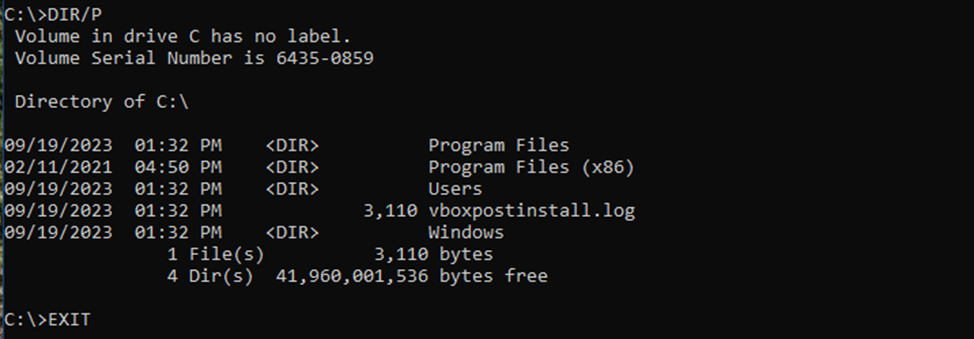 C:\>DIR/P
 Volume in drive C has no label.
 Volume Serial Number is 6435-0859

 Directory of C:\

09/19/2023  01:32 PM    <DIR>          Program Files
02/11/2021  04:50 PM    <DIR>          Program Files (x86)
09/19/2023  01:32 PM    <DIR>          Users
09/19/2023  01:32 PM             3,110 vboxpostinstall.log
09/19/2023  01:32 PM    <DIR>          Windows
               1 File(s)          3,110 bytes
               4 Dir(s)  41,960,001,536 bytes free

C:\>EXIT